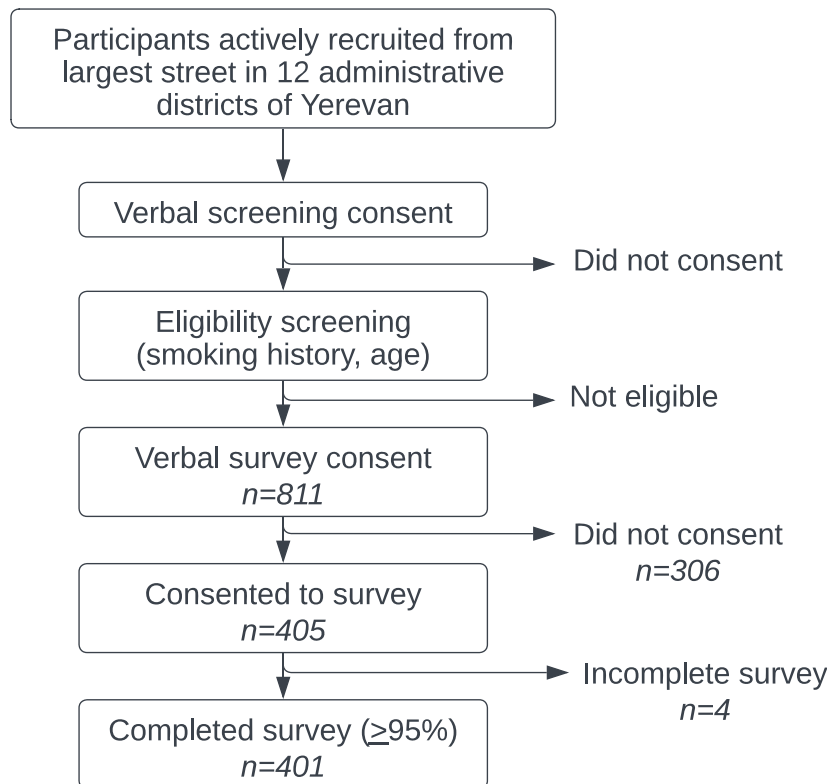 Participants actively recruited from
largest street in 12 administrative
districts of Yerevan
Verbal screening consent
Did not consent
Eligibility screening
(smoking history, age)
Not eligible
Verbal survey consent
n=811
Did not consent
n=306
Consented to survey
n=405
Incomplete survey
n=4
Completed survey (≥95%)
n=401